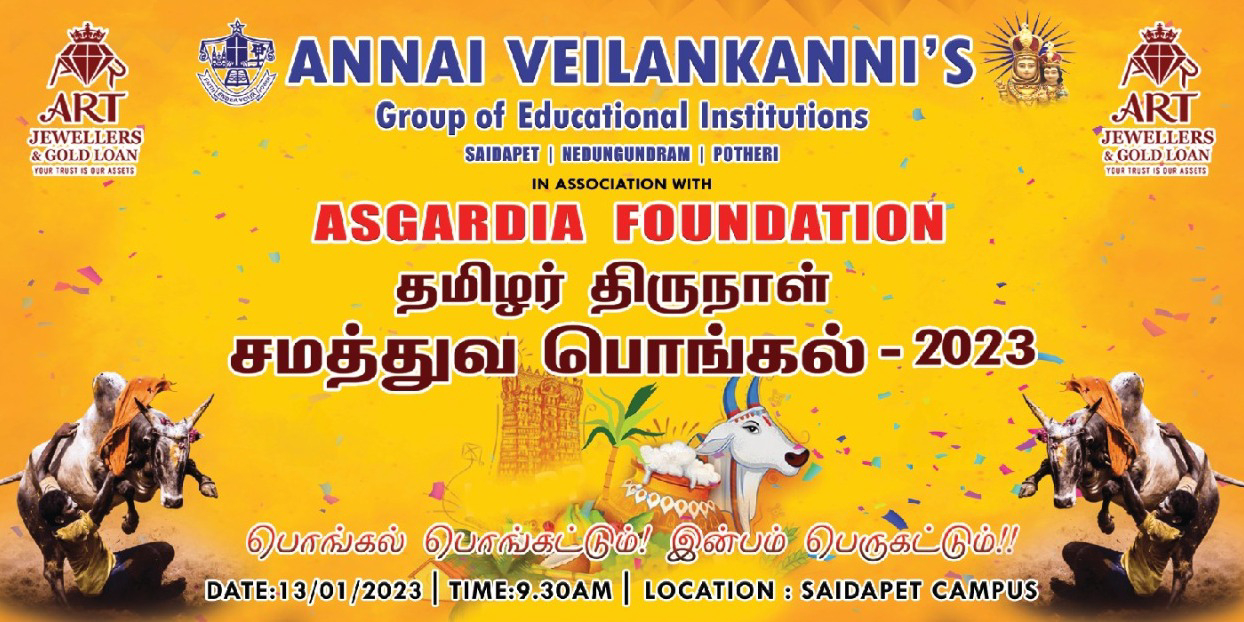 ART
JEWELLERS
& GOLD LOAN
YOUR TRUST IS OUR ASSETS
ANNAI VEILANKANNI'S
Group of Educational Institutions
SAIDAPET | NEDUNGUNDRAM | POTHERI
IN ASSOCIATION WITH
ASGARDIA FOUNDATION
ART
JEWELLERS
& GOLD LOAN
YOUR TRUST IS OUR ASSETS
தமிழர் திருநாள்
சமத்துவ பொங்கல் - 2023
பொங்கல் பொங்கட்டும்! இன்பம் பெருகட்டும்!!
DATE:13/01/2023 | TIME:9.30AM | LOCATION : SAIDAPET CAMPUS